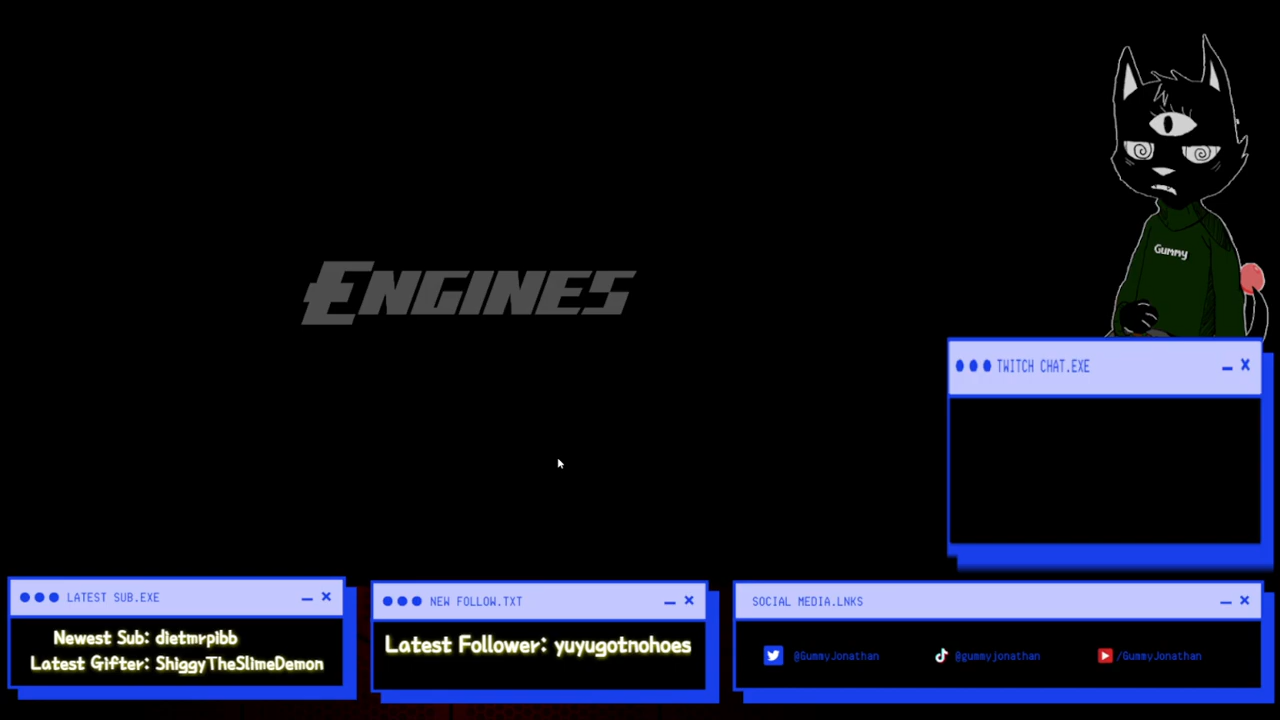 Gummy
ENGINES
TWITCH CHAT.EXE
LATEST SUB.EXE
Newest Sub: dietmrpibb
Latest Gifter: ShiggyTheSlimeDemon
NEW FOLLOW.TXT
Latest Follower: yuyugotnohoes
SOCIAL MEDIA.LNKS
@GummyJonathan
@gummyjonathan
/GummyJonathan